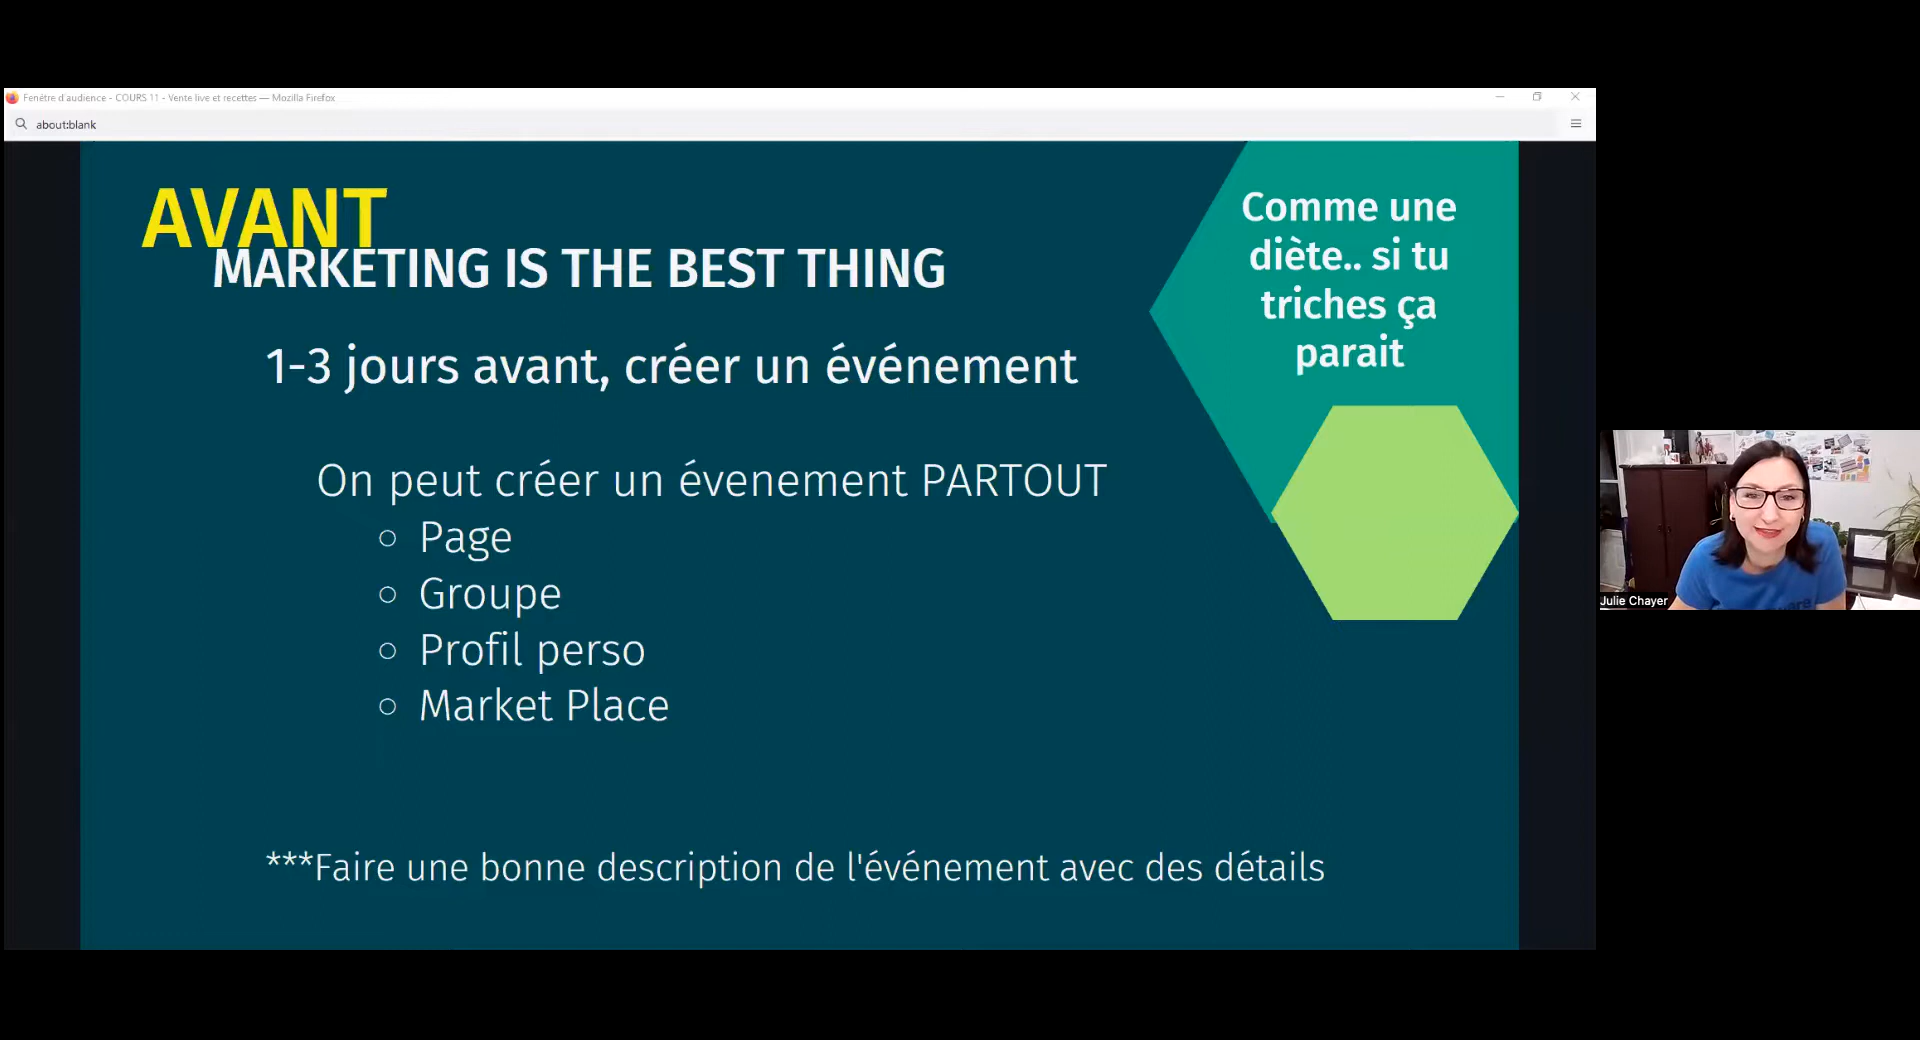 Fenêtre d'audience - COURS 11 - Vente live et recettes — Mozilla Firefox
about:blank
AVANT
MARKETING IS THE BEST THING
1-3 jours avant, créer un événement
On peut créer un évenement PARTOUT
Page
Groupe
Profil perso
Market Place
***Faire une bonne description de l'événement avec des détails
Comme une
diète.. si tu
triches ça
parait
Julie Chayer